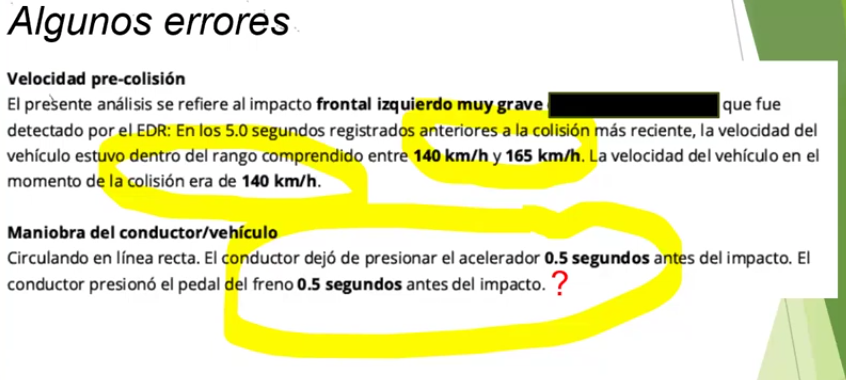 Algunos errores
Velocidad pre-colisión
El presente análisis se refiere al impacto frontal izquierdo muy grave que fue
detectado por el EDR: En los 5.0 segundos registrados anteriores a la colisión más reciente, la velocidad del
vehículo estuvo dentro del rango comprendido entre 140 km/h y 165 km/h. La velocidad del vehículo en el
momento de la colisión era de 140 km/h.
Maniobra del conductor/vehículo
Circulando en línea recta. El conductor dejó de presionar el acelerador 0.5 segundos antes del impacto. El
conductor presionó el pedal del freno 0.5 segundos antes del impacto. ?